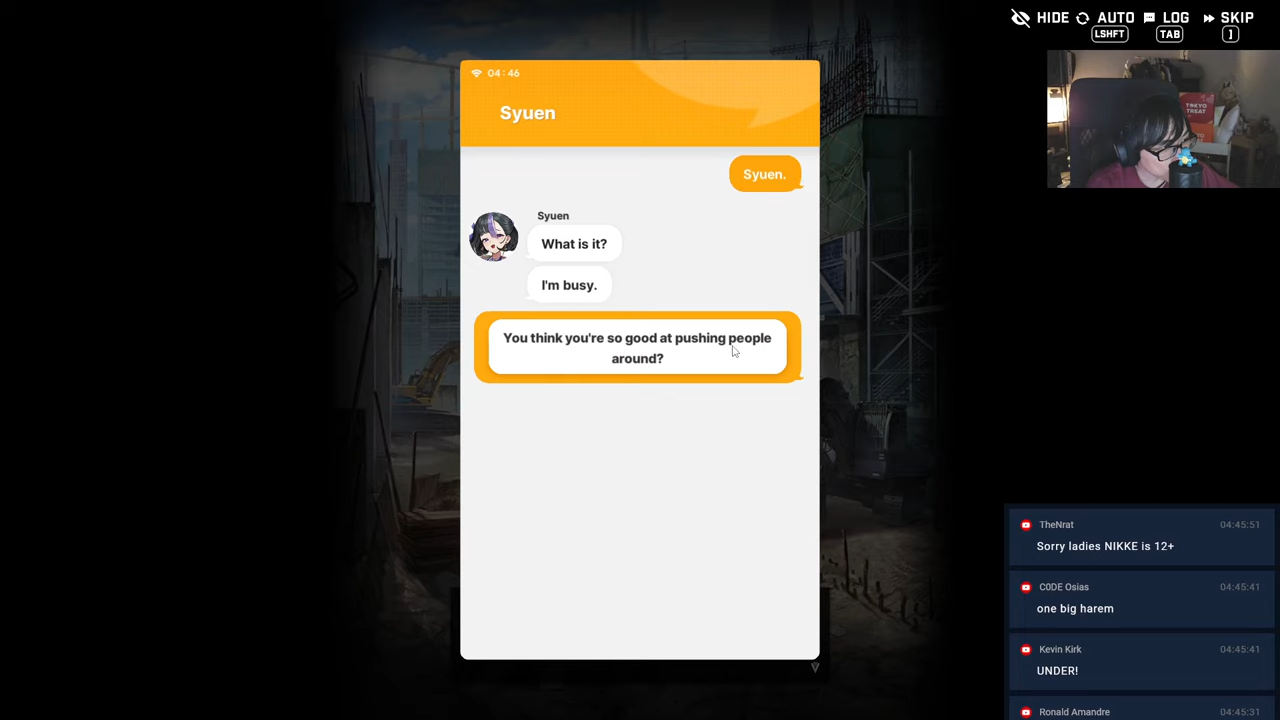 HIDE
AUTO
LSHFT
LOG
TAB
SKIP
]
04:46
Syuen
TOKYO
TREAT
Syuen.
Syuen
What is it?
I'm busy.
You think you're so good at pushing people
around?
TheNrat
04:45:51
Sorry ladies NIKKE is 12+
C0DE Osias
04:45:41
one big harem
Kevin Kirk
04:45:41
UNDER!
Ronald Amandre
04:45:31